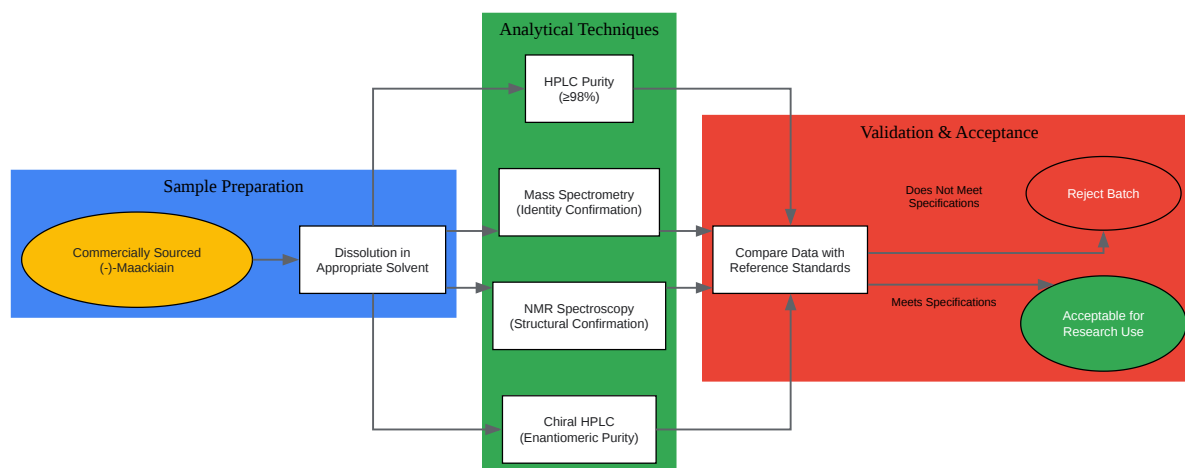 Sample Preparation
Commercially Sourced
(-)-Maackiain
Dissolution in
Appropriate Solvent
Analytical Techniques
HPLC Purity
(≥98%)
Mass Spectrometry
(Identity Confirmation)
NMR Spectroscopy
(Structural Confirmation)
Chiral HPLC
(Enantiomeric Purity)
Validation & Acceptance
Compare Data with
Reference Standards
Does Not Meet
Specifications
Reject Batch
Meets Specifications
Acceptable for
Research Use